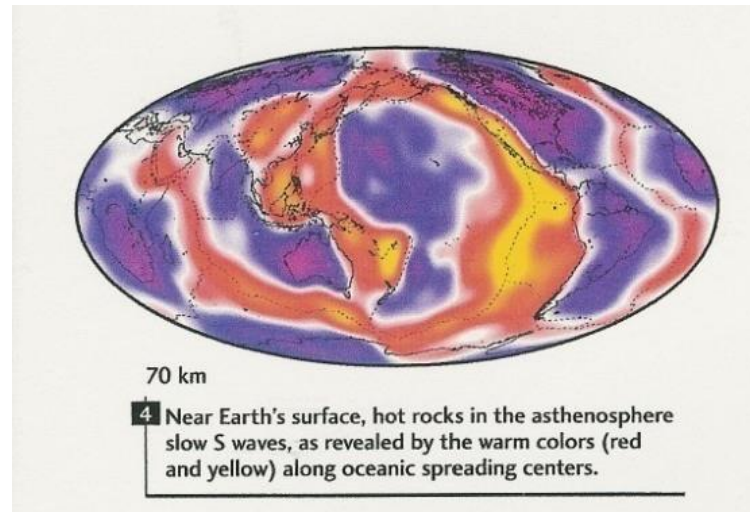 70 km
4 Near Earth's surface, hot rocks in the asthenosphere
slow S waves, as revealed by the warm colors (red
and yellow) along oceanic spreading centers.